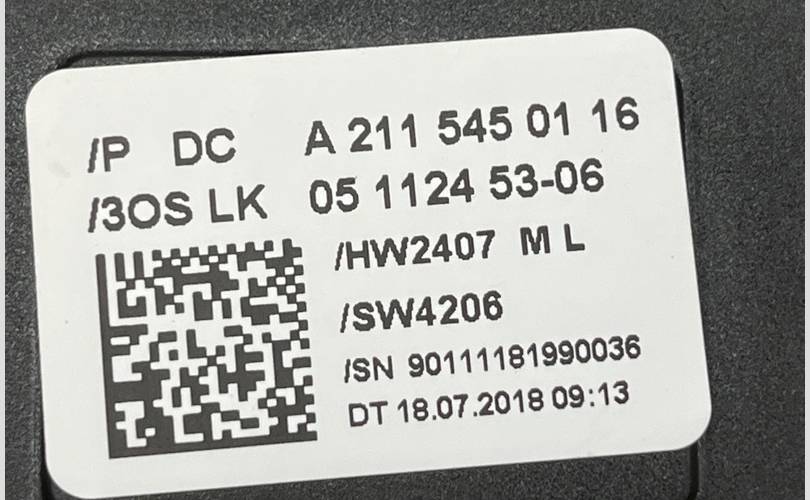 /P DC A 211 545 01 16
/3OS LK 05 1124 53-06
/HW2407 M L
/SW4206
/SN 90111181990036
DT 18.07.2018 09:13